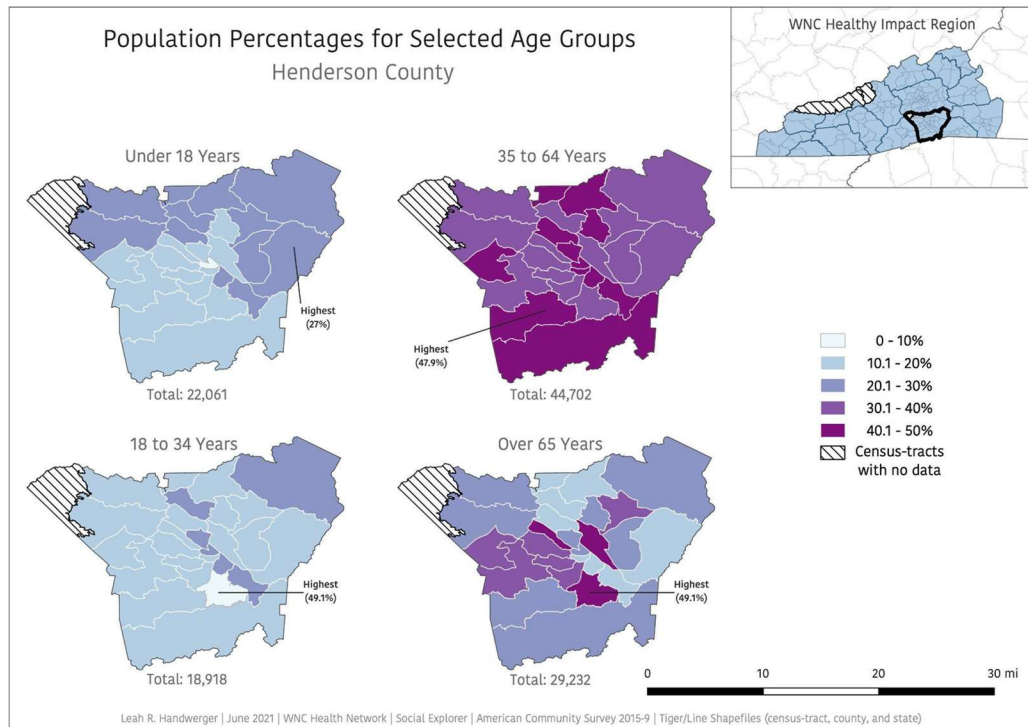 Population Percentages for Selected Age Groups
Henderson County
WNC Healthy Impact Region
Under 18 Years
Highest
(27%)
Total: 22,061
35 to 64 Years
Highest
(47.9%)
Total: 44,702
18 to 34 Years
Highest
(49.1%)
Total: 18,918
Over 65 Years
Highest
(49.1%)
Total: 29,232
0 - 10%
10.1 - 20%
20.1 - 30%
30.1 - 40%
40.1 - 50%
Census-tracts
with no data
0 10 20 30 mi
Leah R. Handwerger | June 2021 | WNC Health Network | Social Explorer | American Community Survey 2015-9 | Tiger/Line Shapefiles (census-tract, county, and state)